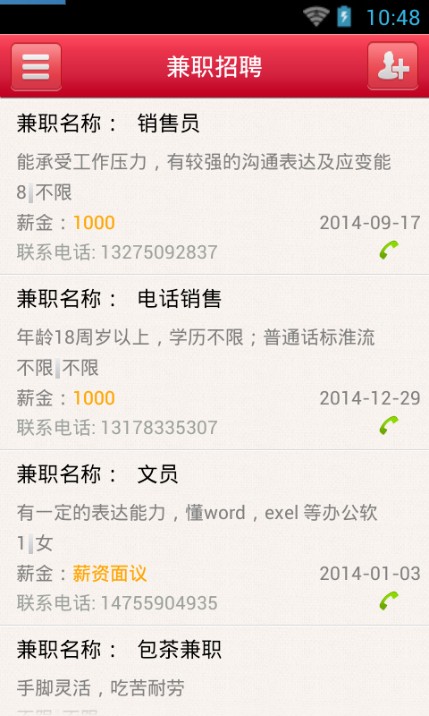 10:48
兼职招聘
兼职名称： 销售员
能承受工作压力，有较强的沟通表达及应变能
8|不限
薪金：1000 2014-09-17
联系电话: 13275092837
兼职名称： 电话销售
年龄18周岁以上，学历不限；普通话标准流
不限|不限
薪金：1000 2014-12-29
联系电话: 13178335307
兼职名称： 文员
有一定的表达能力，懂word，exel 等办公软
1|女
薪金：薪资面议 2014-01-03
联系电话: 14755904935
兼职名称： 包茶兼职
手脚灵活，吃苦耐劳